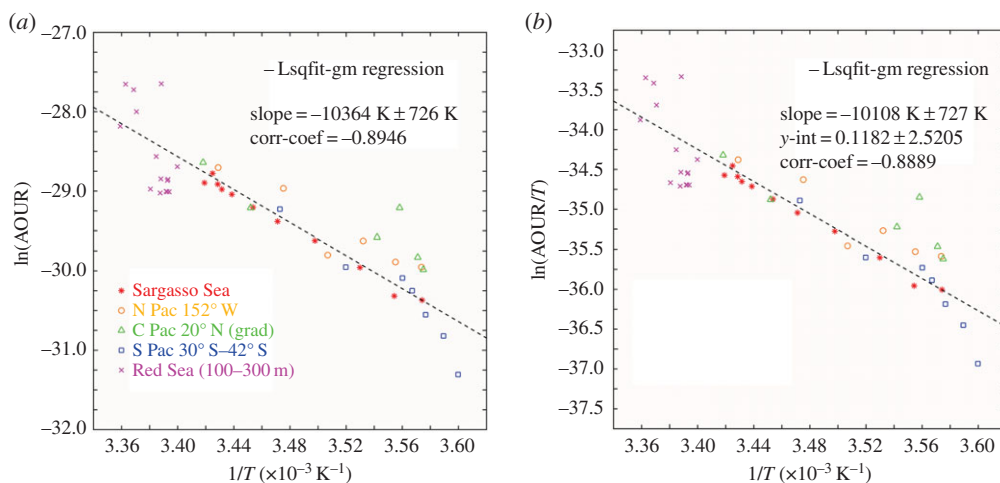 (a)
−27.0
−28.0
−29.0
−30.0
−31.0
−32.0
ln(AOUR)
– Lsqfit-gm regression
slope = −10364 K ± 726 K
corr-coef = −0.8946
Sargasso Sea
N Pac 152° W
C Pac 20° N (grad)
S Pac 30° S–42° S
Red Sea (100–300 m)
3.36 3.40 3.44 3.48 3.52 3.56 3.60
1/T (×10⁻³ K⁻¹)
(b)
−33.0
−33.5
−34.0
−34.5
−35.0
−35.5
−36.0
−36.5
−37.0
−37.5
ln(AOUR/T)
– Lsqfit-gm regression
slope = −10108 K ± 727 K
y-int = 0.1182 ± 2.5205
corr-coef = −0.8889
3.36 3.40 3.44 3.48 3.52 3.56 3.60
1/T (×10⁻³ K⁻¹)